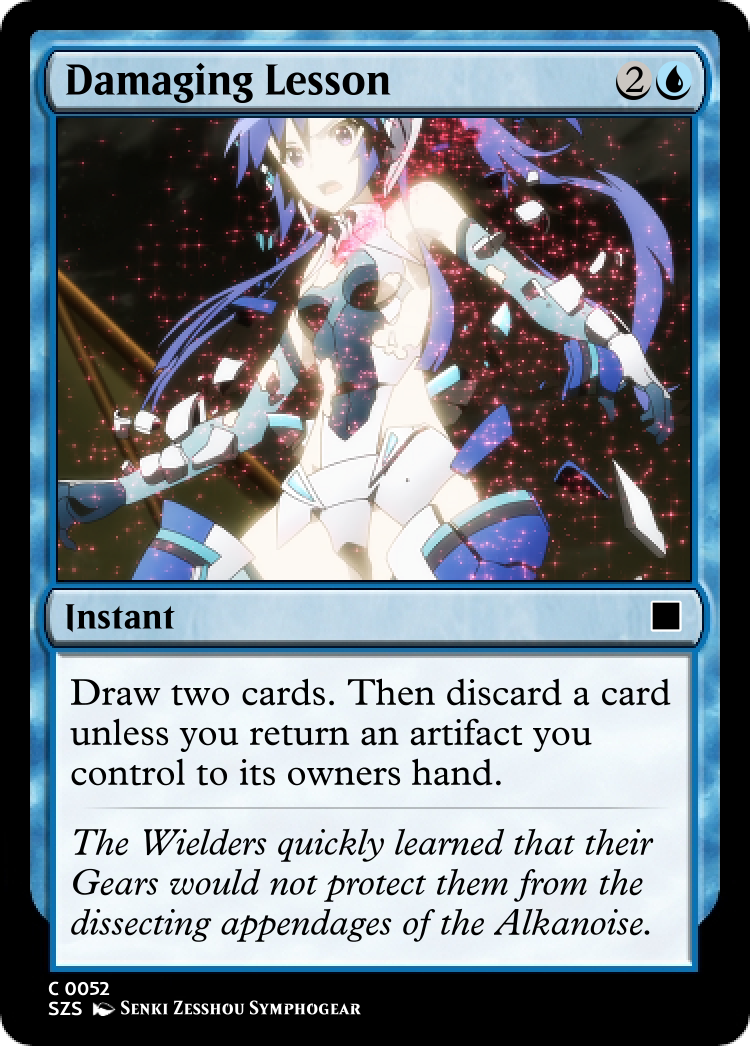 Damaging Lesson 2
Instant
Draw two cards. Then discard a card
unless you return an artifact you
control to its owners hand.
The Wielders quickly learned that their
Gears would not protect them from the
dissecting appendages of the Alkanoise.
C 0052
SZS Senki Zesshou Symphogear